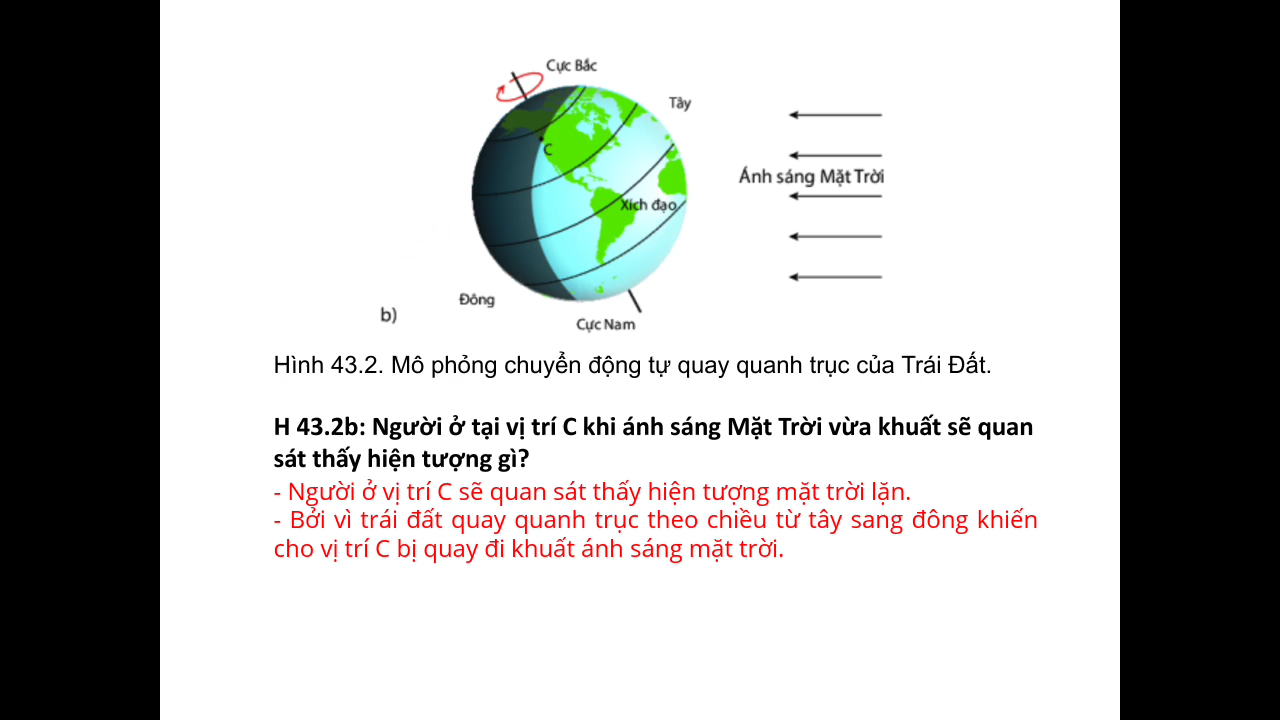 Cực Bắc
Tây
C
Ánh sáng Mặt Trời
Xích đạo
Đông
b)
Cực Nam
Hình 43.2. Mô phỏng chuyển động tự quay quanh trục của Trái Đất.
H 43.2b: Người ở tại vị trí C khi ánh sáng Mặt Trời vừa khuất sẽ quan
sát thấy hiện tượng gì?
- Người ở vị trí C sẽ quan sát thấy hiện tượng mặt trời lặn.
- Bởi vì trái đất quay quanh trục theo chiều từ tây sang đông khiến
cho vị trí C bị quay đi khuất ánh sáng mặt trời.